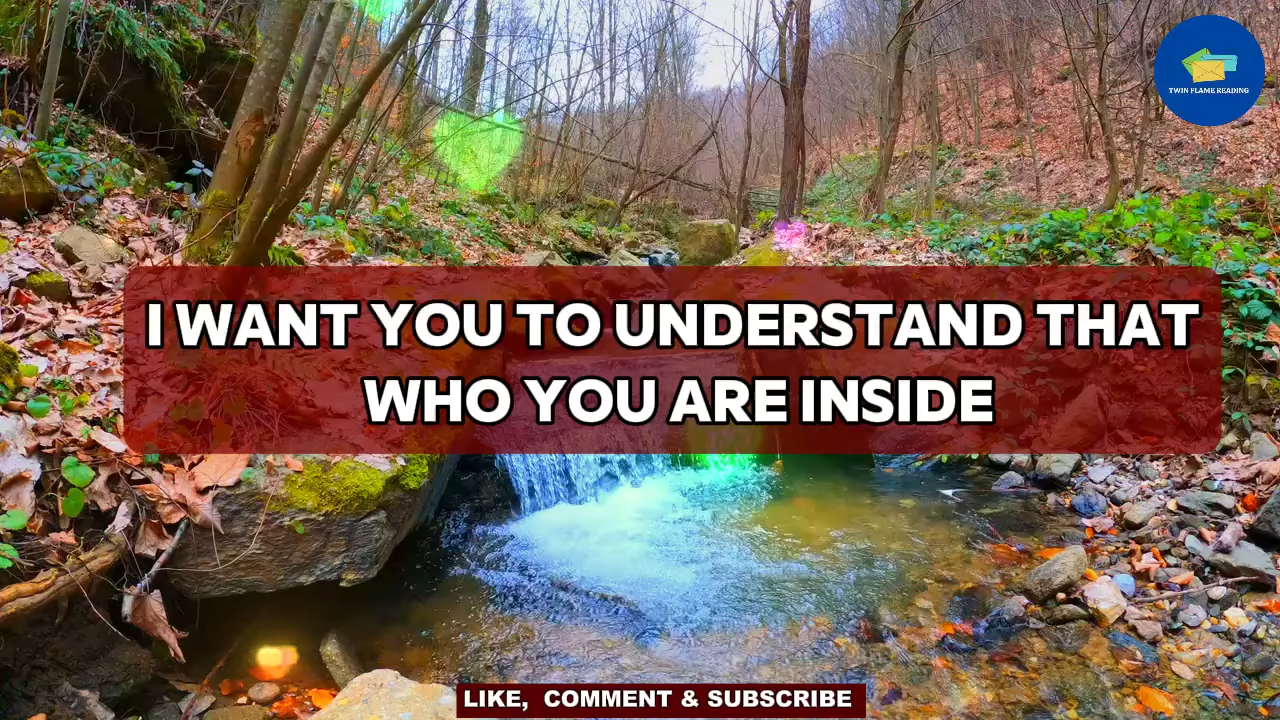 TWIN FLAME READING
I WANT YOU TO UNDERSTAND THAT
WHO YOU ARE INSIDE
LIKE, COMMENT & SUBSCRIBE